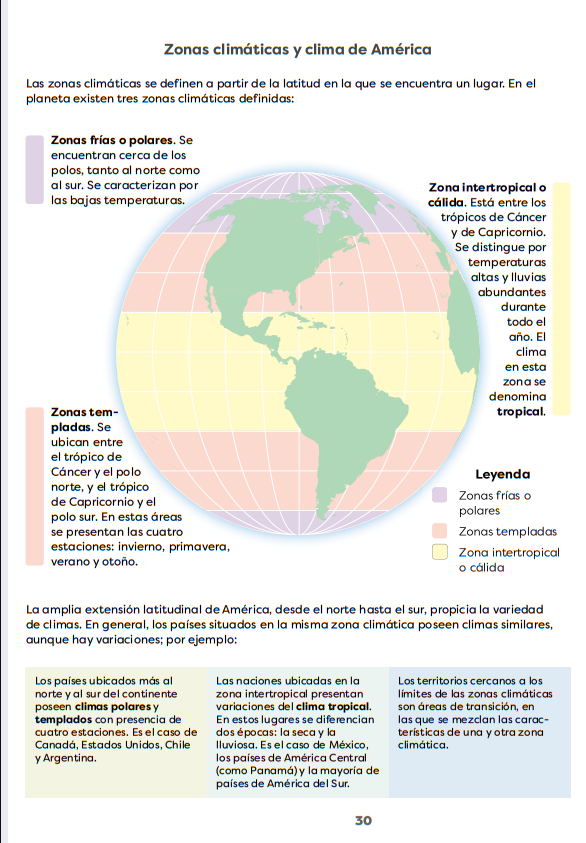 Zonas climáticas y clima de América
Las zonas climáticas se definen a partir de la latitud en la que se encuentra un lugar. En el
planeta existen tres zonas climáticas definidas:
Zonas frías o polares. Se
encuentran cerca de los
polos, tanto al norte como
al sur. Se caracterizan por
las bajas temperaturas.
Zona intertropical o
cálida. Está entre los
trópicos de Cáncer
y de Capricornio.
Se distingue por
temperaturas
altas y lluvias
abundantes
durante
todo el
año. El
clima
en esta
zona se
denomina
tropical.
Zonas tem-
pladas. Se
ubican entre
el trópico de
Cáncer y el polo
norte, y el trópico
de Capricornio y el
polo sur. En estas áreas
se presentan las cuatro
estaciones: invierno, primavera,
verano y otoño.
Leyenda
Zonas frías o
polares
Zonas templadas
Zona intertropical
o cálida
La amplia extensión latitudinal de América, desde el norte hasta el sur, propicia la variedad
de climas. En general, los países situados en la misma zona climática poseen climas similares,
aunque hay variaciones; por ejemplo:
Los países ubicados más al
norte y al sur del continente
poseen climas polares y
templados con presencia de
cuatro estaciones. Es el caso de
Canadá, Estados Unidos, Chile
y Argentina.
Las naciones ubicadas en la
zona intertropical presentan
variaciones del clima tropical.
En estos lugares se diferencian
dos épocas: la seca y la
lluviosa. Es el caso de México,
los países de América Central
(como Panamá) y la mayoría de
países de América del Sur.
Los territorios cercanos a los
límites de las zonas climáticas
son áreas de transición, en
las que se mezclan las carac-
terísticas de una y otra zona
climática.
30